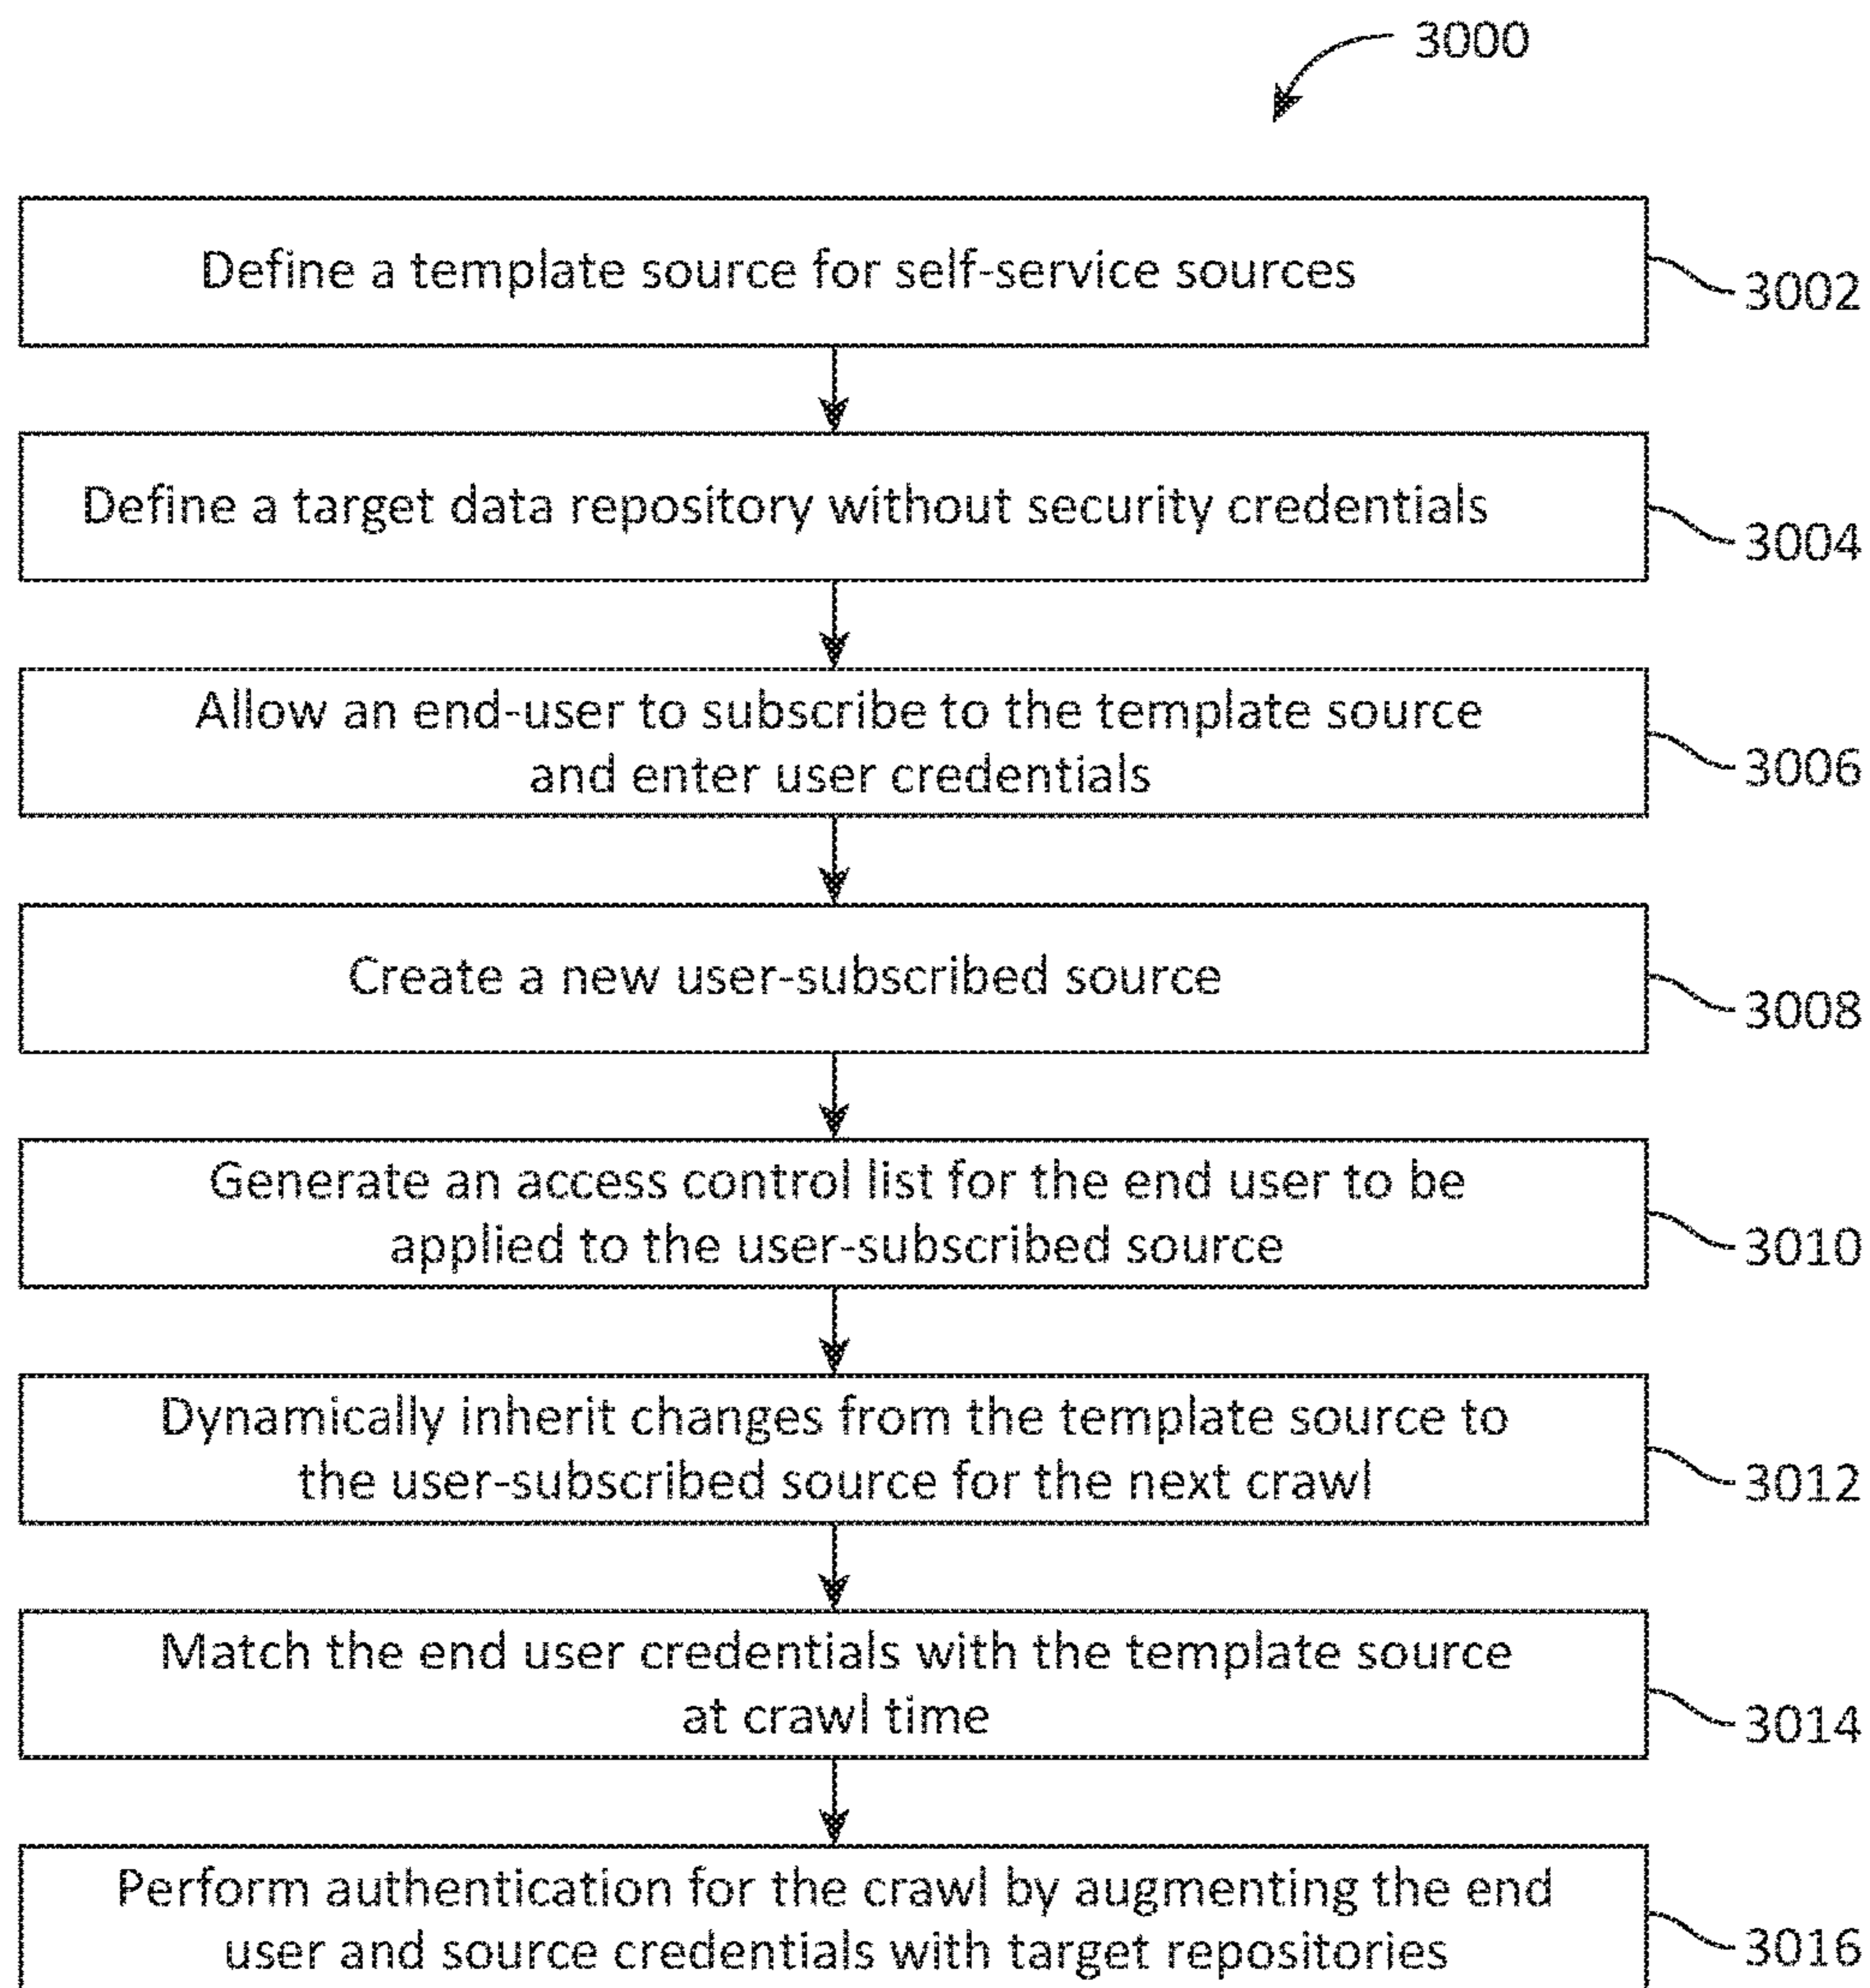 3000
Define a template source for self-service sources
3002
Define a target data repository without security credentials
3004
Allow an end-user to subscribe to the template source
and enter user credentials
3006
Create a new user-subscribed source
3008
Generate an access control list for the end user to be
applied to the user-subscribed source
3010
Dynamically inherit changes from the template source to
the user-subscribed source for the next crawl
3012
Match the end user credentials with the template source
at crawl time
3014
Perform authentication for the crawl by augmenting the end
user and source credentials with target repositories
3016